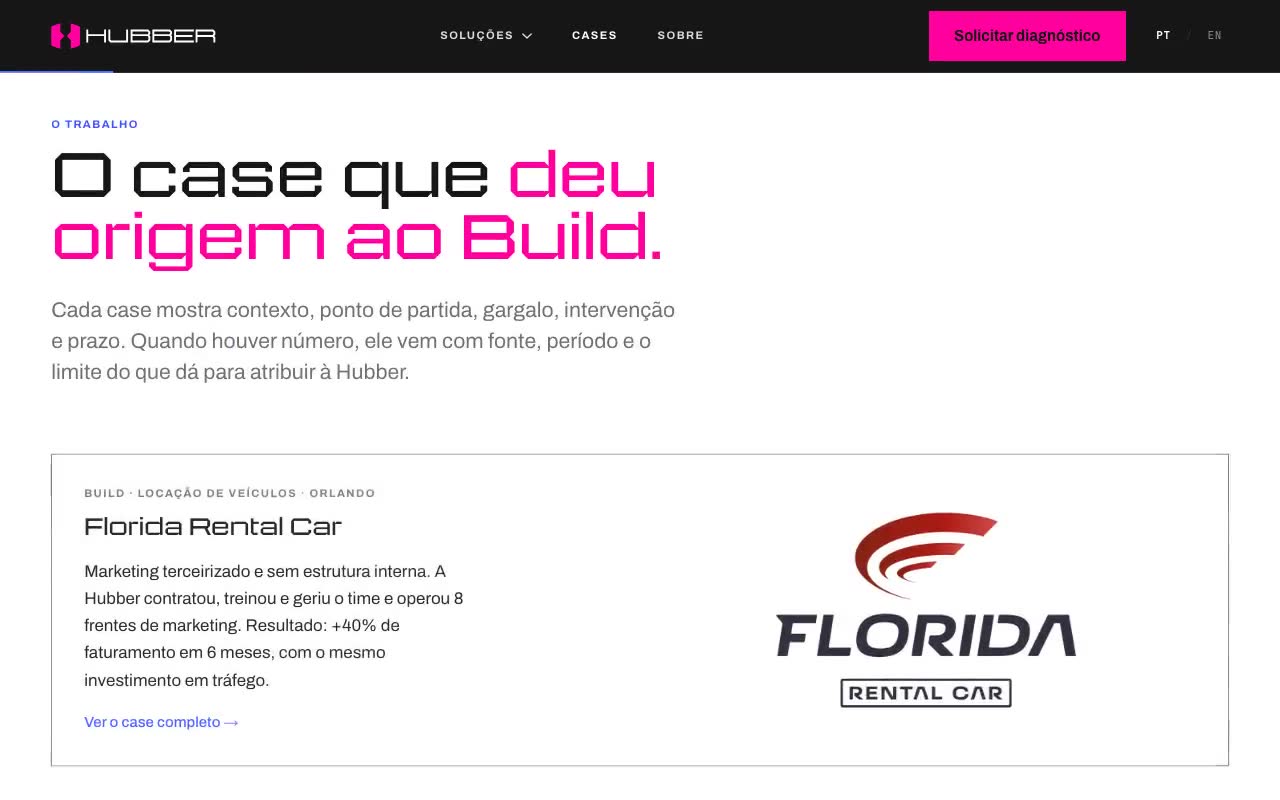 HUBBER
SOLUÇÕES
CASES
SOBRE
Solicitar diagnóstico
PT / EN
O TRABALHO
O case que deu
origem ao Build.
Cada case mostra contexto, ponto de partida, gargalo, intervenção
e prazo. Quando houver número, ele vem com fonte, período e o
limite do que dá para atribuir à Hubber.
BUILD · LOCAÇÃO DE VEÍCULOS · ORLANDO
Florida Rental Car
Marketing terceirizado e sem estrutura interna. A
Hubber contratou, treinou e geriu o time e operou 8
frentes de marketing. Resultado: +40% de
faturamento em 6 meses, com o mesmo
investimento em tráfego.
Ver o case completo →
FLORIDA
RENTAL CAR